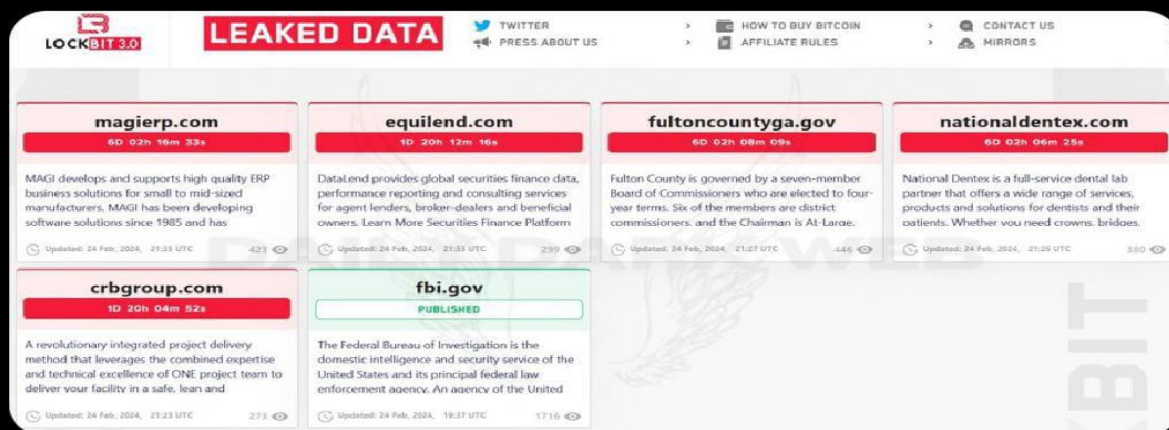 LOCKBIT 3.0
LEAKED DATA
TWITTER
PRESS ABOUT US
HOW TO BUY BITCOIN
AFFILIATE RULES
CONTACT US
MIRRORS
magierp.com
6D 02h 16m 33s
MAGI develops and supports high quality ERP
business solutions for small to mid-sized
manufacturers. MAGI has been developing
software solutions since 1985 and has
Updated: 24 Feb, 2024, 21:35 UTC
423
equilend.com
1D 20h 12m 16s
DataLend provides global securities finance data,
performance reporting and consulting services
for agent lenders, broker-dealers and beneficial
owners. Learn More Securities Finance Platform
Updated: 24 Feb, 2024, 21:33 UTC
299
fultoncountyga.gov
6D 02h 08m 09s
Fulton County is governed by a seven-member
Board of Commissioners who are elected to four-
year terms. Six of the members are district
commissioners, and the Chairman is At-Large.
Updated: 24 Feb, 2024, 21:27 UTC
446
nationaldentex.com
6D 02h 06m 25s
National Dentex is a full-service dental lab
partner that offers a wide range of services,
products and solutions for dentists and their
patients. Whether you need crowns, bridges,
Updated: 24 Feb, 2024, 21:25 UTC
crbgroup.com
1D 20h 04m 52s
A revolutionary integrated project delivery
method that leverages the combined expertise
and technical excellence of ONE project team to
deliver your facility in a safe, lean and
Updated: 24 Feb, 2024, 21:23 UTC
273
fbi.gov
PUBLISHED
The Federal Bureau of Investigation is the
domestic intelligence and security service of the
United States and its principal federal law
enforcement agency. An agency of the United
Updated: 24 Feb, 2024, 19:37 UTC
1716